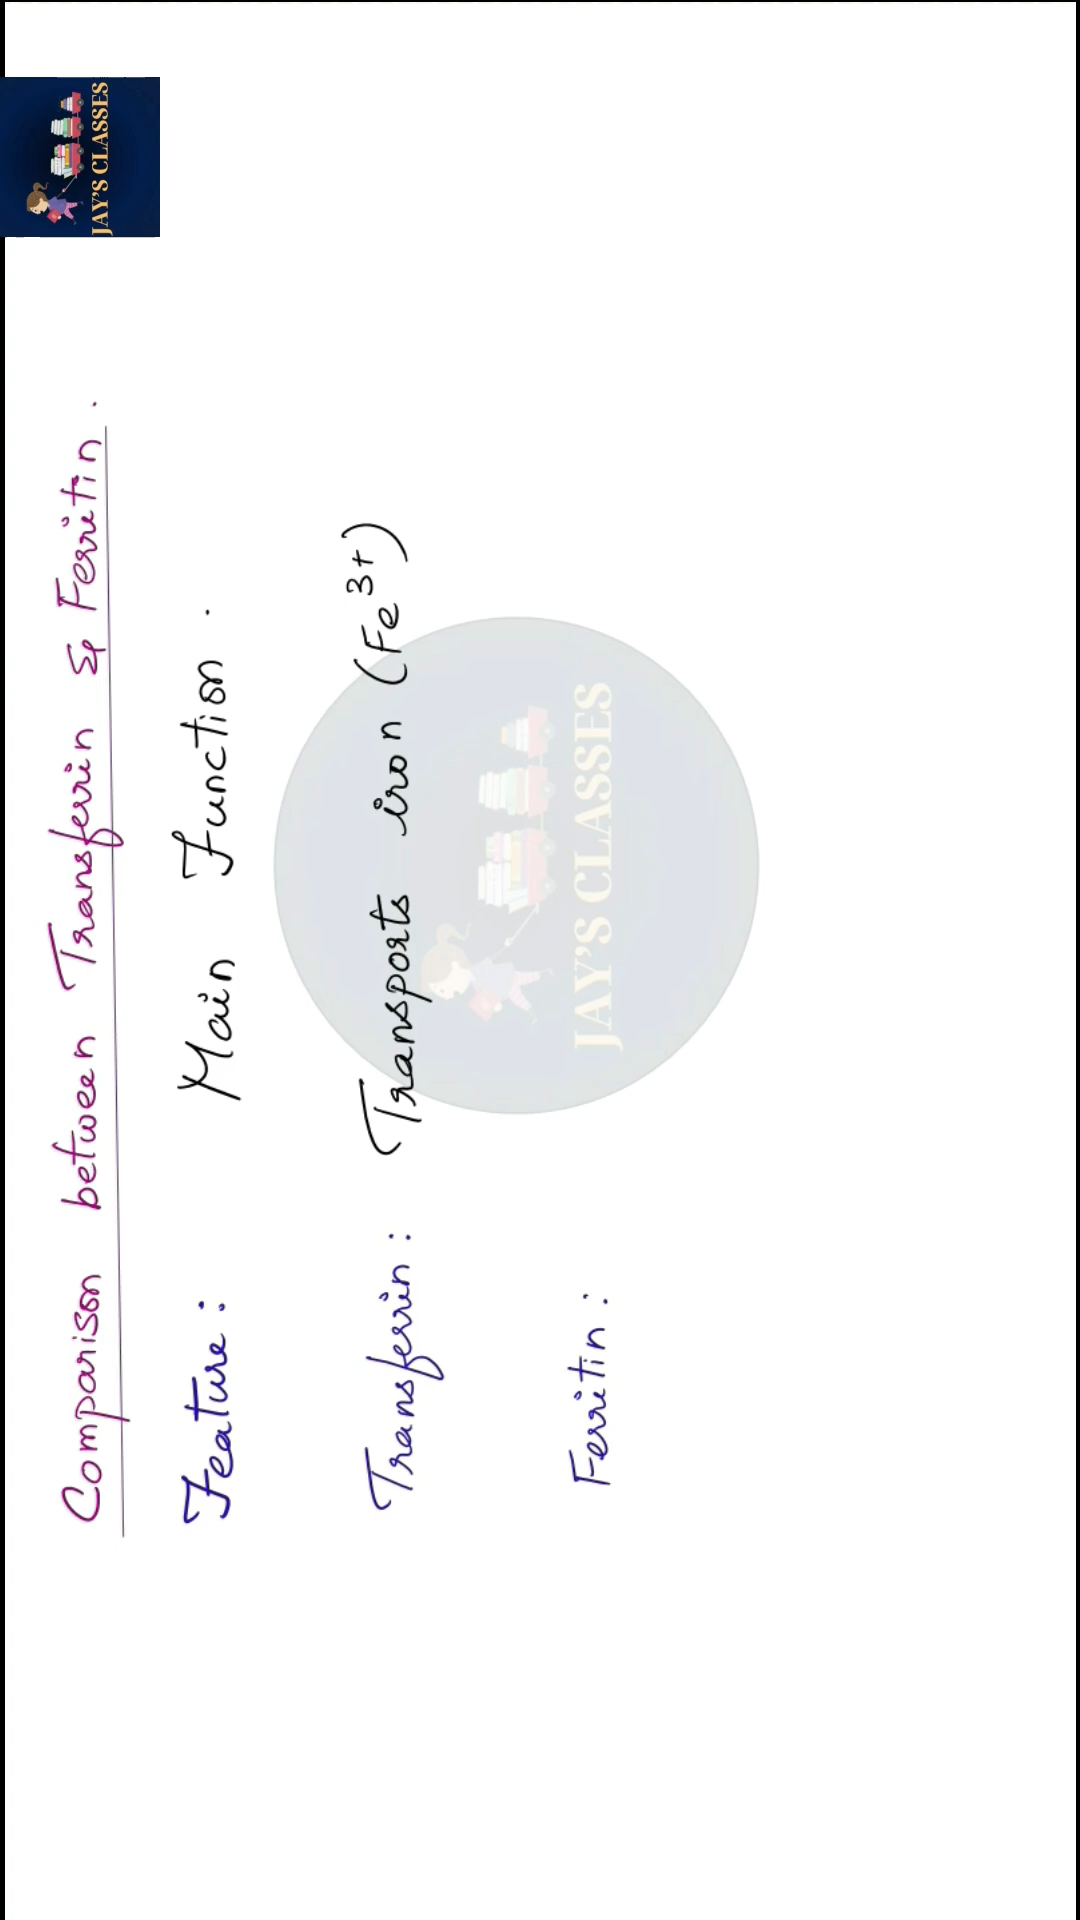 JAY'S CLASSES
Comparison between Transferrin & Ferritin.
Feature: Main Function.
Transferrin: Transports iron (Fe3+)
Ferritin:
JAY'S CLASSES